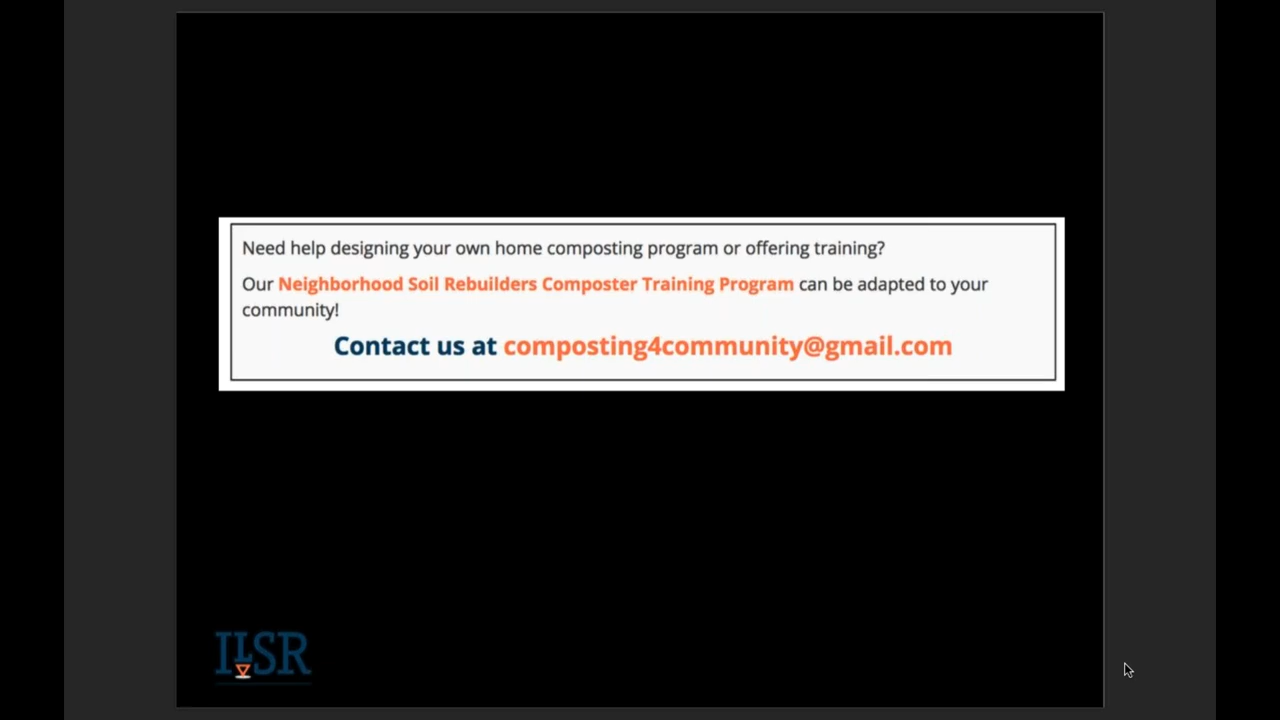 Need help designing your own home composting program or offering training?
Our Neighborhood Soil Rebuilders Composter Training Program can be adapted to your
community!
Contact us at composting4community@gmail.com
ILSR